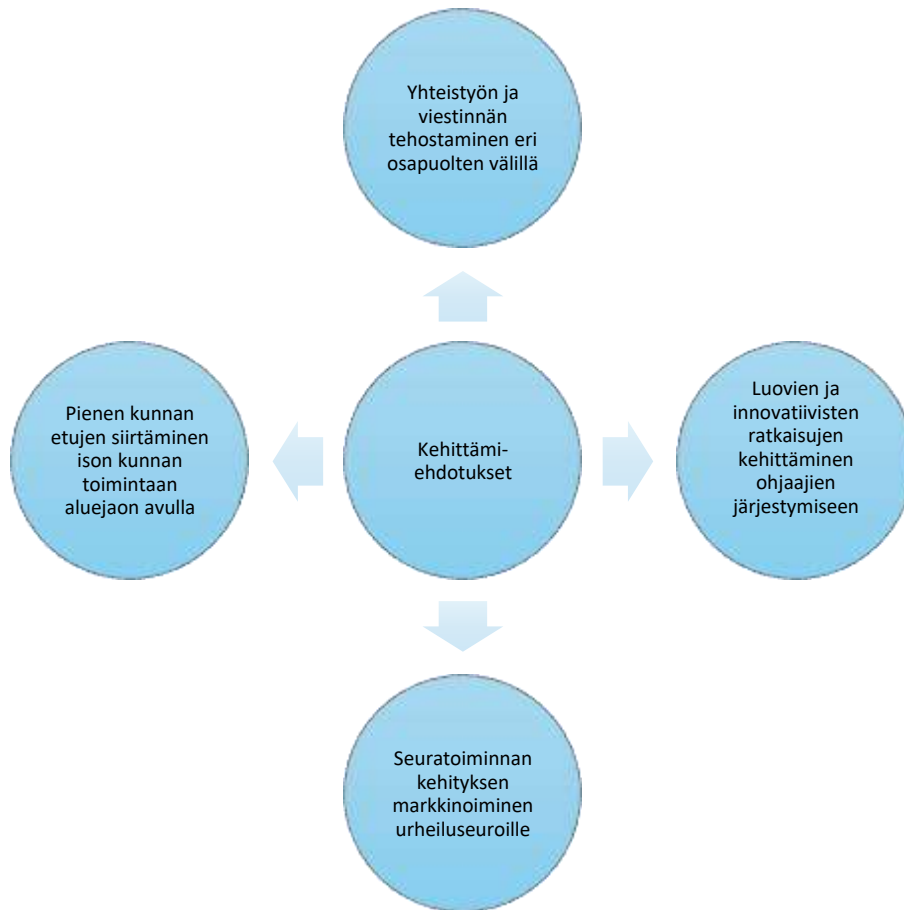 Yhteistyön ja
viestinnän
tehostaminen eri
osapuolten välillä
Pienen kunnan
etujen siirtäminen
ison kunnan
toimintaan
aluejaon avulla
Kehittämi-
ehdotukset
Luovien ja
innovatiivisten
ratkaisujen
kehittäminen
ohjaajien
järjestymiseen
Seuratoiminnan
kehityksen
markkinoiminen
urheiluseuroille